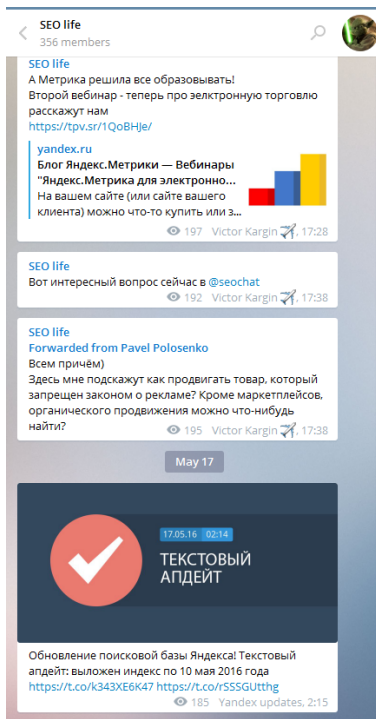 SEO life
356 members
SEO life
А Метрика решила все образовывать!
Второй вебинар - теперь про элктронную торговлю
расскажут нам
https://tpv.sr/1QoBHJe/
yandex.ru
Блог Яндекс.Метрики — Вебинары
"Яндекс.Метрика для электронно...
На вашем сайте (или сайте вашего
клиента) можно что-то купить или з...
197 Victor Kargin, 17:28
SEO life
Вот интересный вопрос сейчас в @seochat
192 Victor Kargin, 17:38
SEO life
Forwarded from Pavel Polosenko
Всем причём)
Здесь мне подскажут как продвигать товар, который
запрещен законом о рекламе? Кроме маркетплейсов,
органического продвижения можно что-нибудь
найти?
195 Victor Kargin, 17:38
May 17
17.05.16 02:14
ТЕКСТОВЫЙ
АПДЕЙТ
Обновление поисковой базы Яндекса! Текстовый
апдейт: выложен индекс по 10 мая 2016 года
https://t.co/k343XE6K47 https://t.co/rSSSGUtthg
185 Yandex updates, 2:15